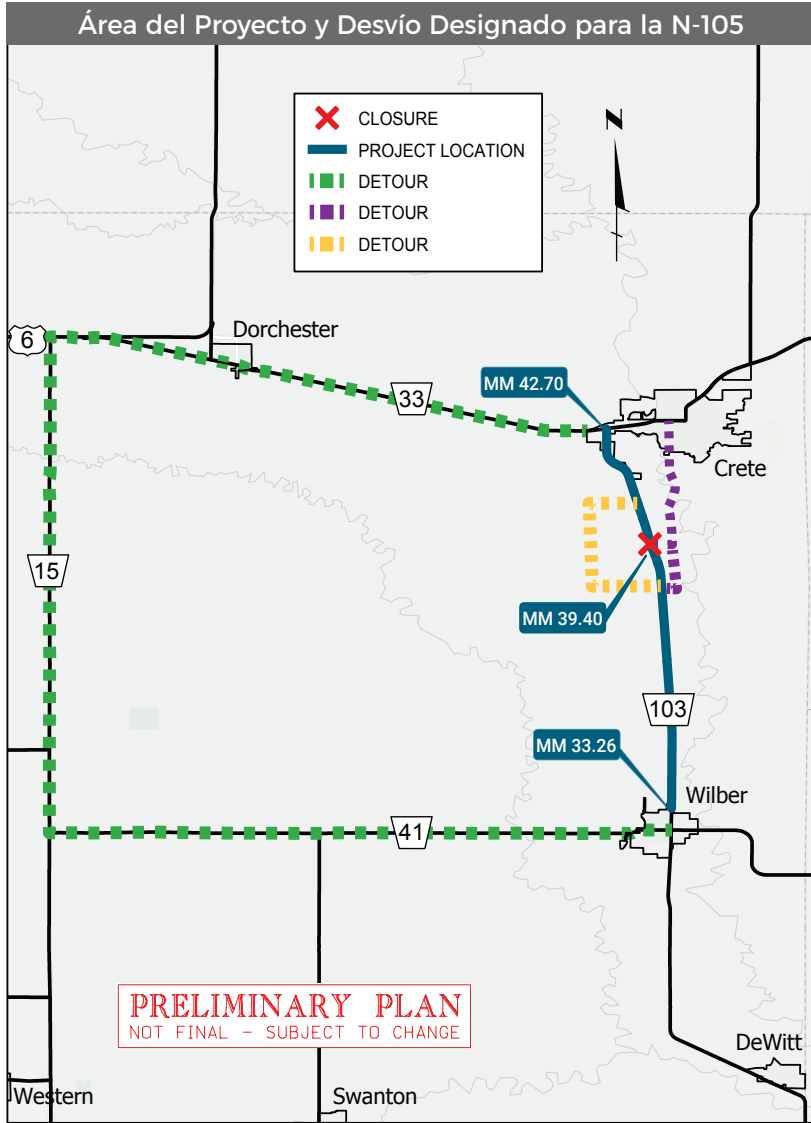 Área del Proyecto y Desvío Designado para la N-105
CLOSURE
PROJECT LOCATION
DETOUR
DETOUR
DETOUR
N
6
Dorchester
MM 42.70
33
Crete
15
MM 39.40
103
MM 33.26
Wilber
41
PRELIMINARY PLAN
NOT FINAL - SUBJECT TO CHANGE
DeWitt
Western
Swanton